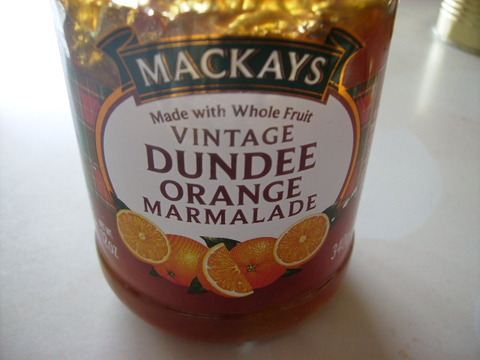 MACKAYS
Made with Whole Fruit
VINTAGE
DUNDEE
ORANGE
MARMALADE